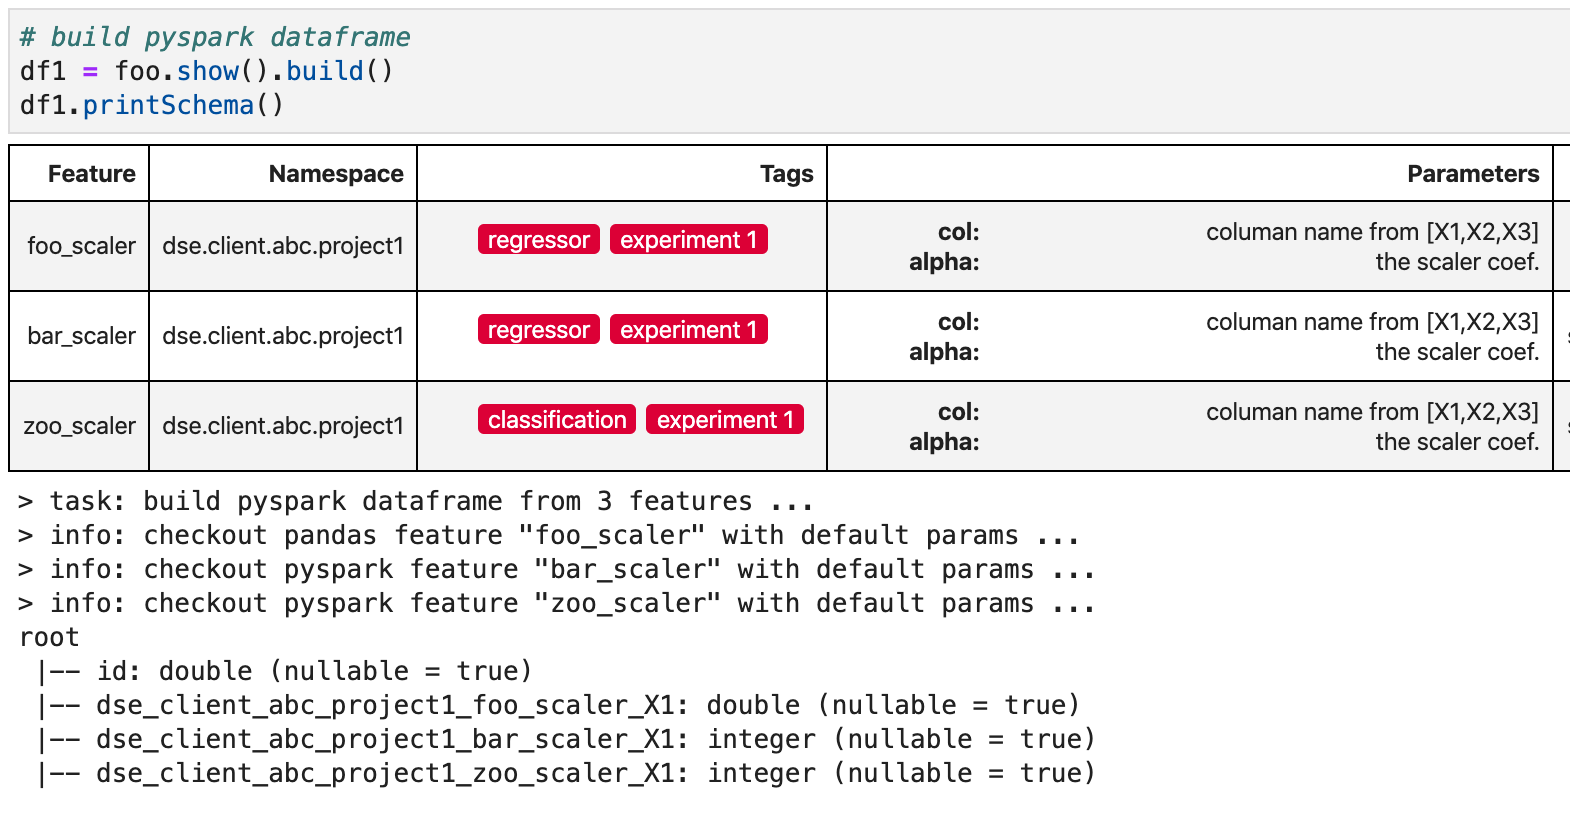 # build pyspark dataframe
df1 = foo.show().build()
df1.printSchema()
Feature Namespace Tags Parameters
foo_scaler dse.client.abc.project1 regressor experiment 1 col: columan name from [X1,X2,X3]
alpha: the scaler coef.
bar_scaler dse.client.abc.project1 regressor experiment 1 col: columan name from [X1,X2,X3]
alpha: the scaler coef.
zoo_scaler dse.client.abc.project1 classification experiment 1 col: columan name from [X1,X2,X3]
alpha: the scaler coef.
> task: build pyspark dataframe from 3 features ...
> info: checkout pandas feature "foo_scaler" with default params ...
> info: checkout pyspark feature "bar_scaler" with default params ...
> info: checkout pyspark feature "zoo_scaler" with default params ...
root
 |-- id: double (nullable = true)
 |-- dse_client_abc_project1_foo_scaler_X1: double (nullable = true)
 |-- dse_client_abc_project1_bar_scaler_X1: integer (nullable = true)
 |-- dse_client_abc_project1_zoo_scaler_X1: integer (nullable = true)